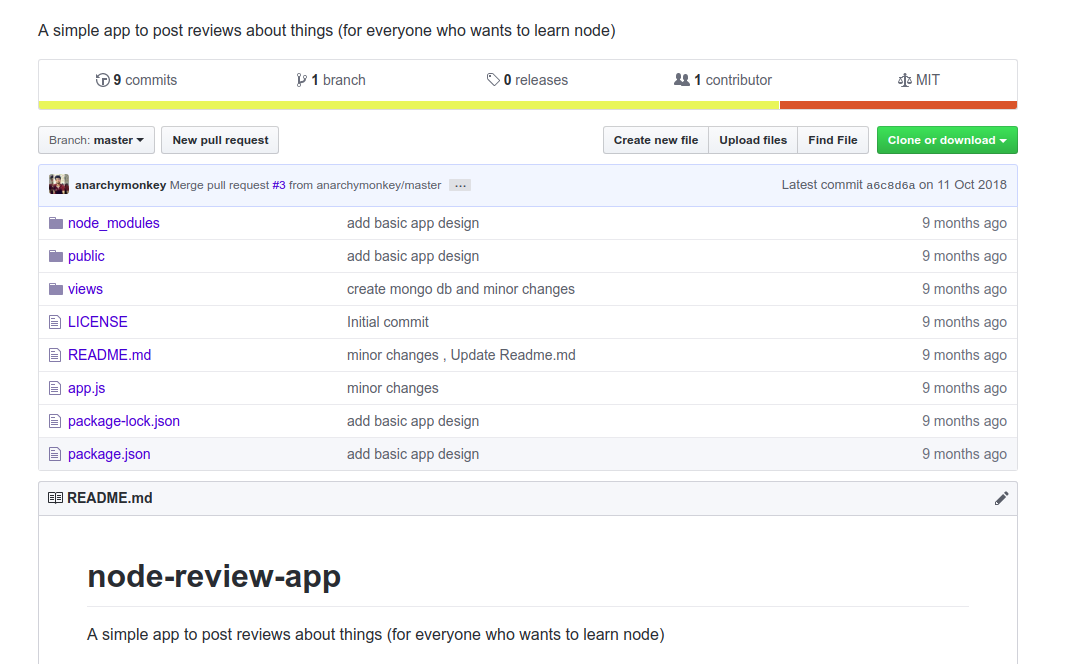 A simple app to post reviews about things (for everyone who wants to learn node)
9 commits 1 branch 0 releases 1 contributor MIT
Branch: master New pull request Create new file Upload files Find File Clone or download
anarchymonkey Merge pull request #3 from anarchymonkey/master ... Latest commit a6c8d6a on 11 Oct 2018
node_modules add basic app design 9 months ago
public add basic app design 9 months ago
views create mongo db and minor changes 9 months ago
LICENSE Initial commit 9 months ago
README.md minor changes , Update Readme.md 9 months ago
app.js minor changes 9 months ago
package-lock.json add basic app design 9 months ago
package.json add basic app design 9 months ago
README.md
node-review-app
A simple app to post reviews about things (for everyone who wants to learn node)